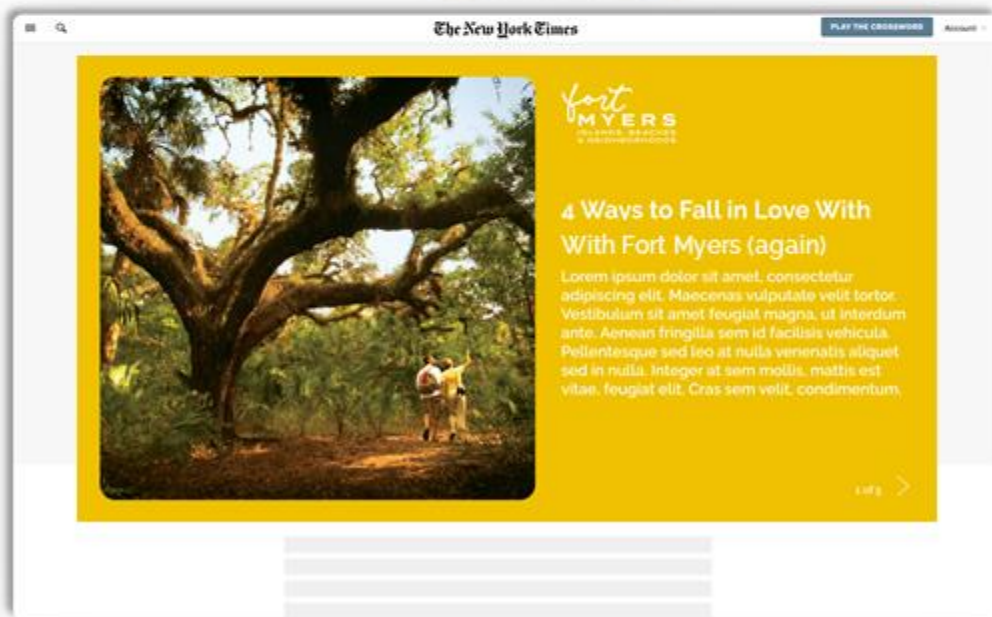 The New York Times
PLAY THE CROSSWORD
Account
fort
MYERS
ISLANDS, BEACHES
& NEIGHBORHOODS
4 Ways to Fall in Love With
With Fort Myers (again)
Lorem ipsum dolor sit amet, consectetur
adipiscing elit. Maecenas vulputate velit tortor.
Vestibulum sit amet feugiat magna, ut interdum
ante. Aenean fringilla sem id facilisis vehicula.
Pellentesque sed leo at nulla venenatis aliquet
sed in nulla. Integer at sem mollis, mattis est
vitae, feugiat elit. Cras sem velit, condimentum,
1 of 5